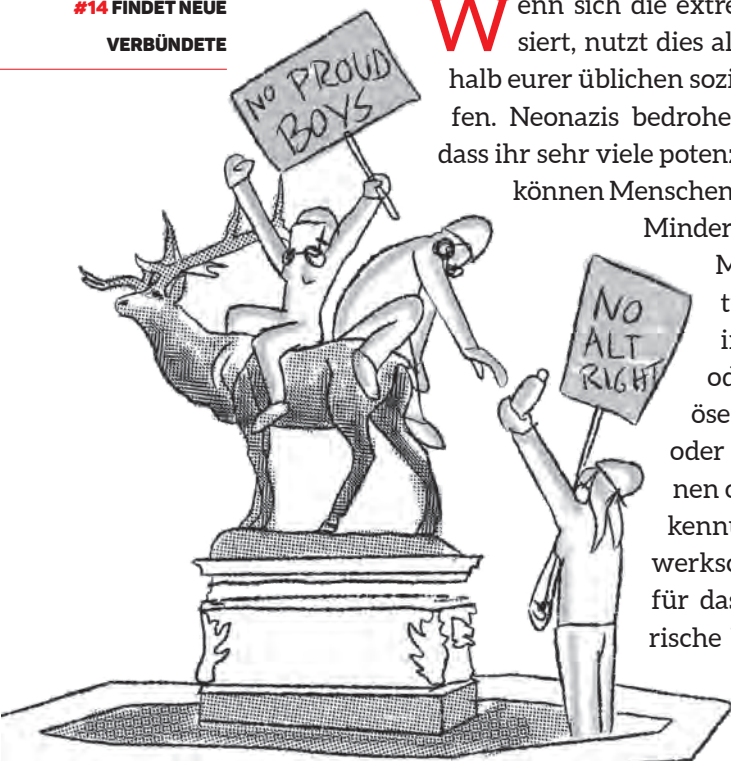 #14 FINDET NEUE
VERBÜNDETE
Wenn sich die extre
siert, nutzt dies al
halb eurer üblichen sozi
fen. Neonazis bedrohe
dass ihr sehr viele potenz
können Menschen
Minder
M
t
i
od
öse
oder
nen
kennt
werksc
für das
rische
NO PROUD
BOYS
NO
ALT
RIGHT